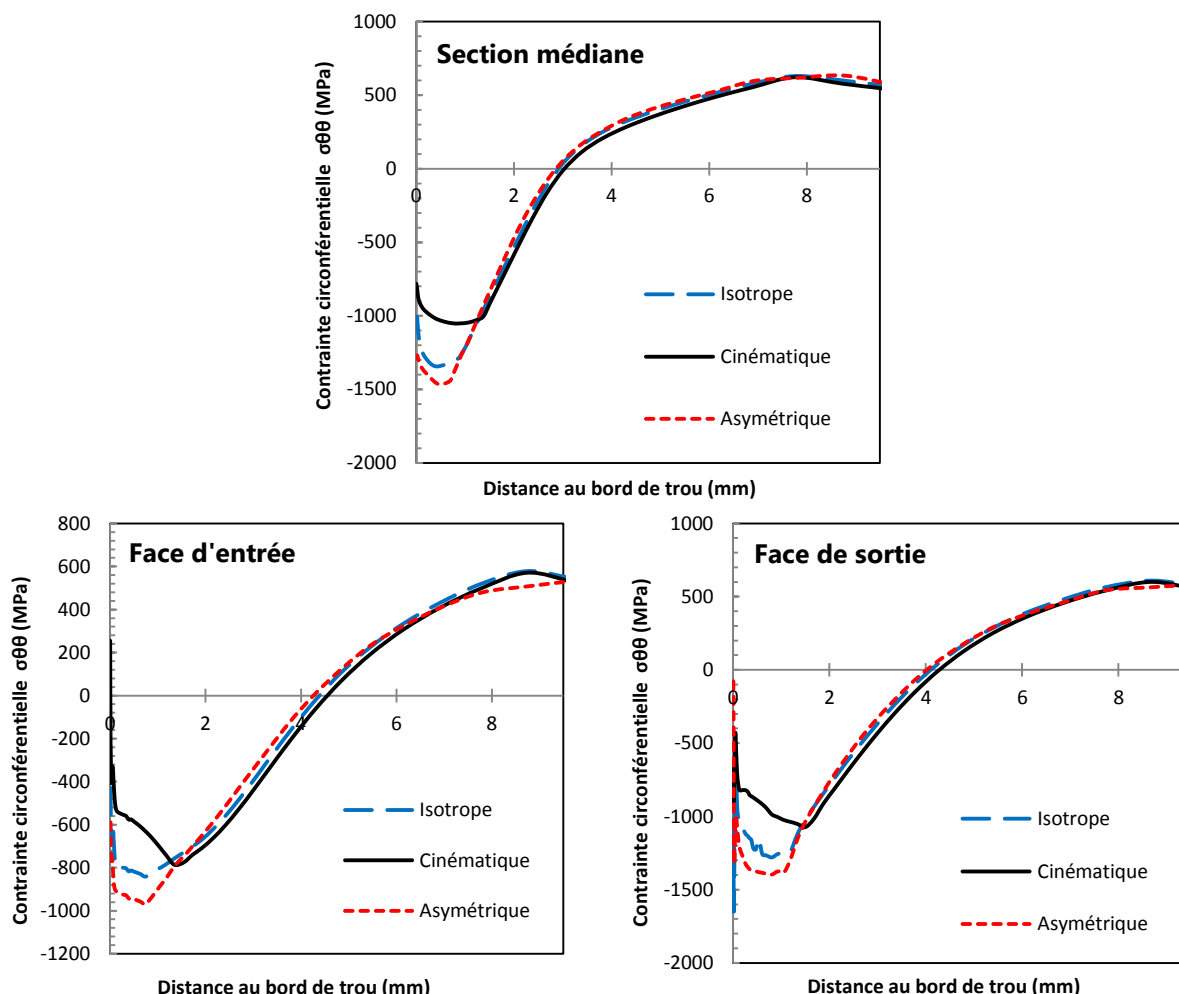 Section médiane
Contrainte circonférentielle σθθ (MPa)
1000
500
0
-500
-1000
-1500
-2000
0 2 4 6 8
Isotrope
Cinématique
Asymétrique
Distance au bord de trou (mm)
Face d'entrée
Contrainte circonférentielle σθθ (MPa)
800
600
400
200
0
-200
-400
-600
-800
-1000
-1200
0 2 4 6 8
Isotrope
Cinématique
Asymétrique
Distance au bord de trou (mm)
Face de sortie
Contrainte circonférentielle σθθ (MPa)
1000
500
0
-500
-1000
-1500
-2000
0 2 4 6 8
Isotrope
Cinématique
Asymétrique
Distance au bord de trou (mm)